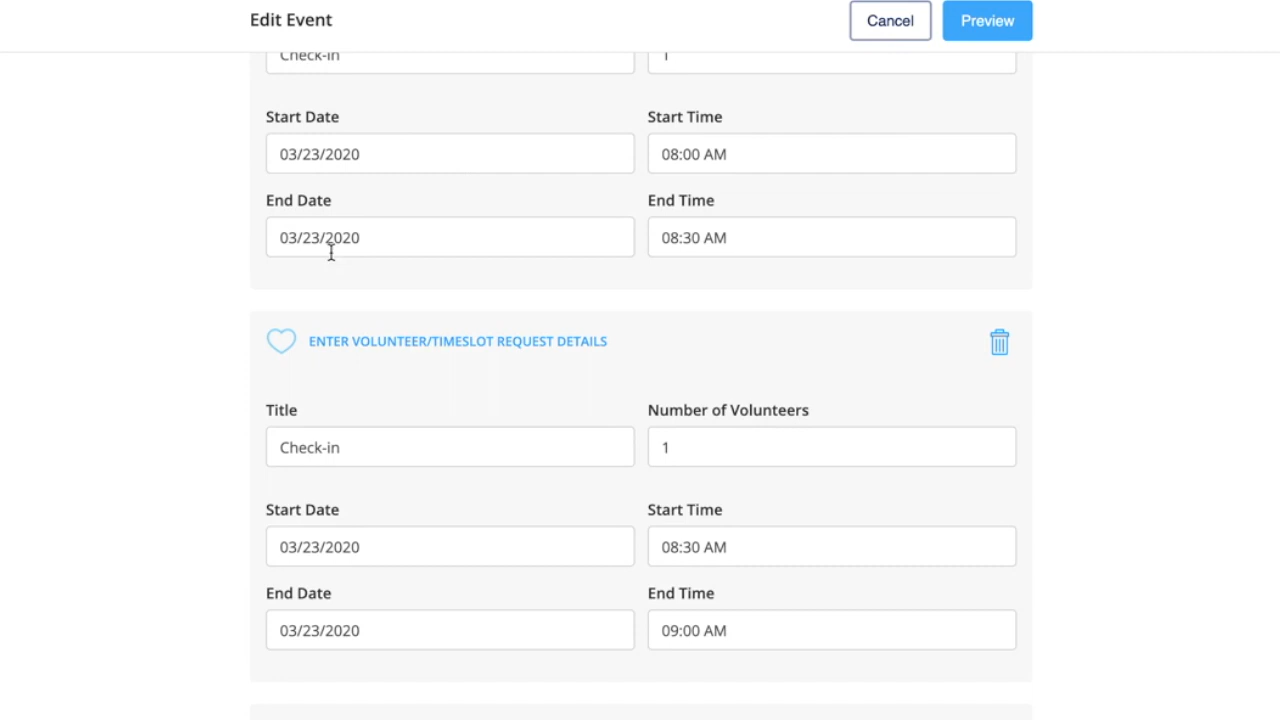 Edit Event
Cancel
Preview
Check-in
1
Start Date
Start Time
03/23/2020
08:00 AM
End Date
End Time
03/23/2020
08:30 AM
ENTER VOLUNTEER/TIMESLOT REQUEST DETAILS
Title
Number of Volunteers
Check-in
1
Start Date
Start Time
03/23/2020
08:30 AM
End Date
End Time
03/23/2020
09:00 AM